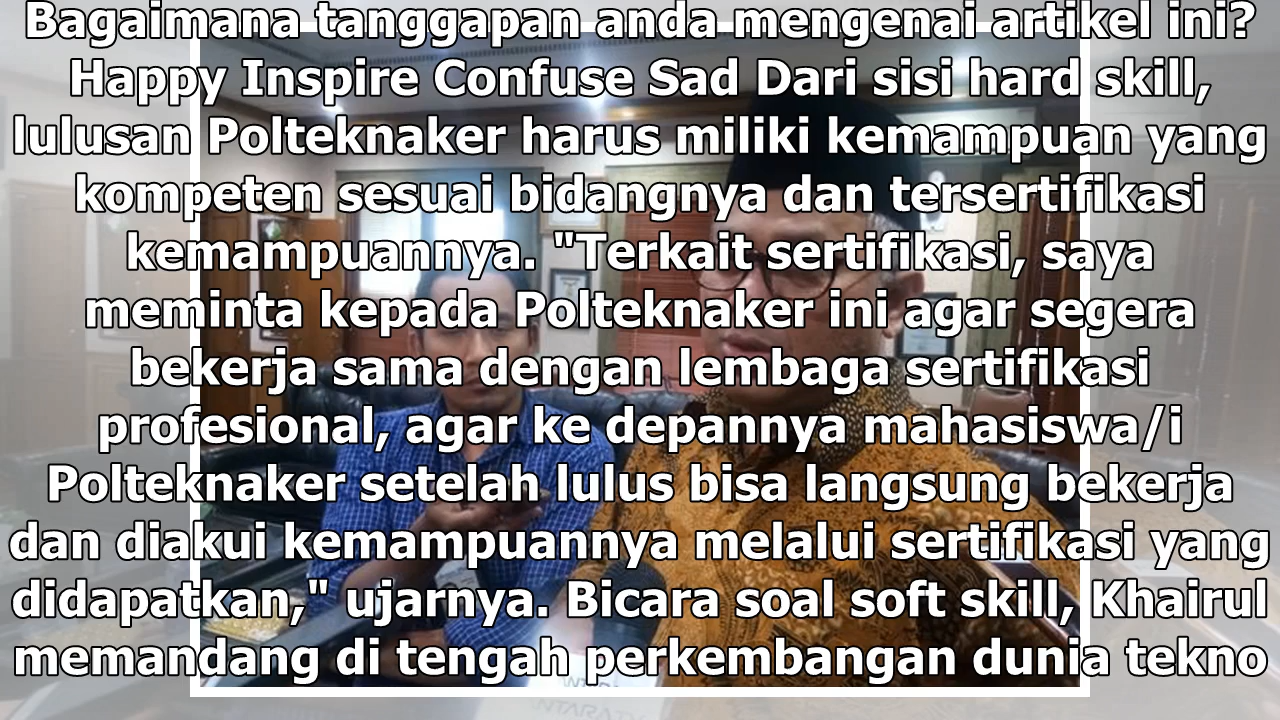 Bagaimana tanggapan anda mengenai artikel ini?
Happy Inspire Confuse Sad Dari sisi hard skill,
lulusan Polteknaker harus miliki kemampuan yang
kompeten sesuai bidangnya dan tersertifikasi
kemampuannya. "Terkait sertifikasi, saya
meminta kepada Polteknaker ini agar segera
bekerja sama dengan lembaga sertifikasi
profesional, agar ke depannya mahasiswa/i
Polteknaker setelah lulus bisa langsung bekerja
dan diakui kemampuannya melalui sertifikasi yang
didapatkan," ujarnya. Bicara soal soft skill, Khairul
memandang di tengah perkembangan dunia tekno